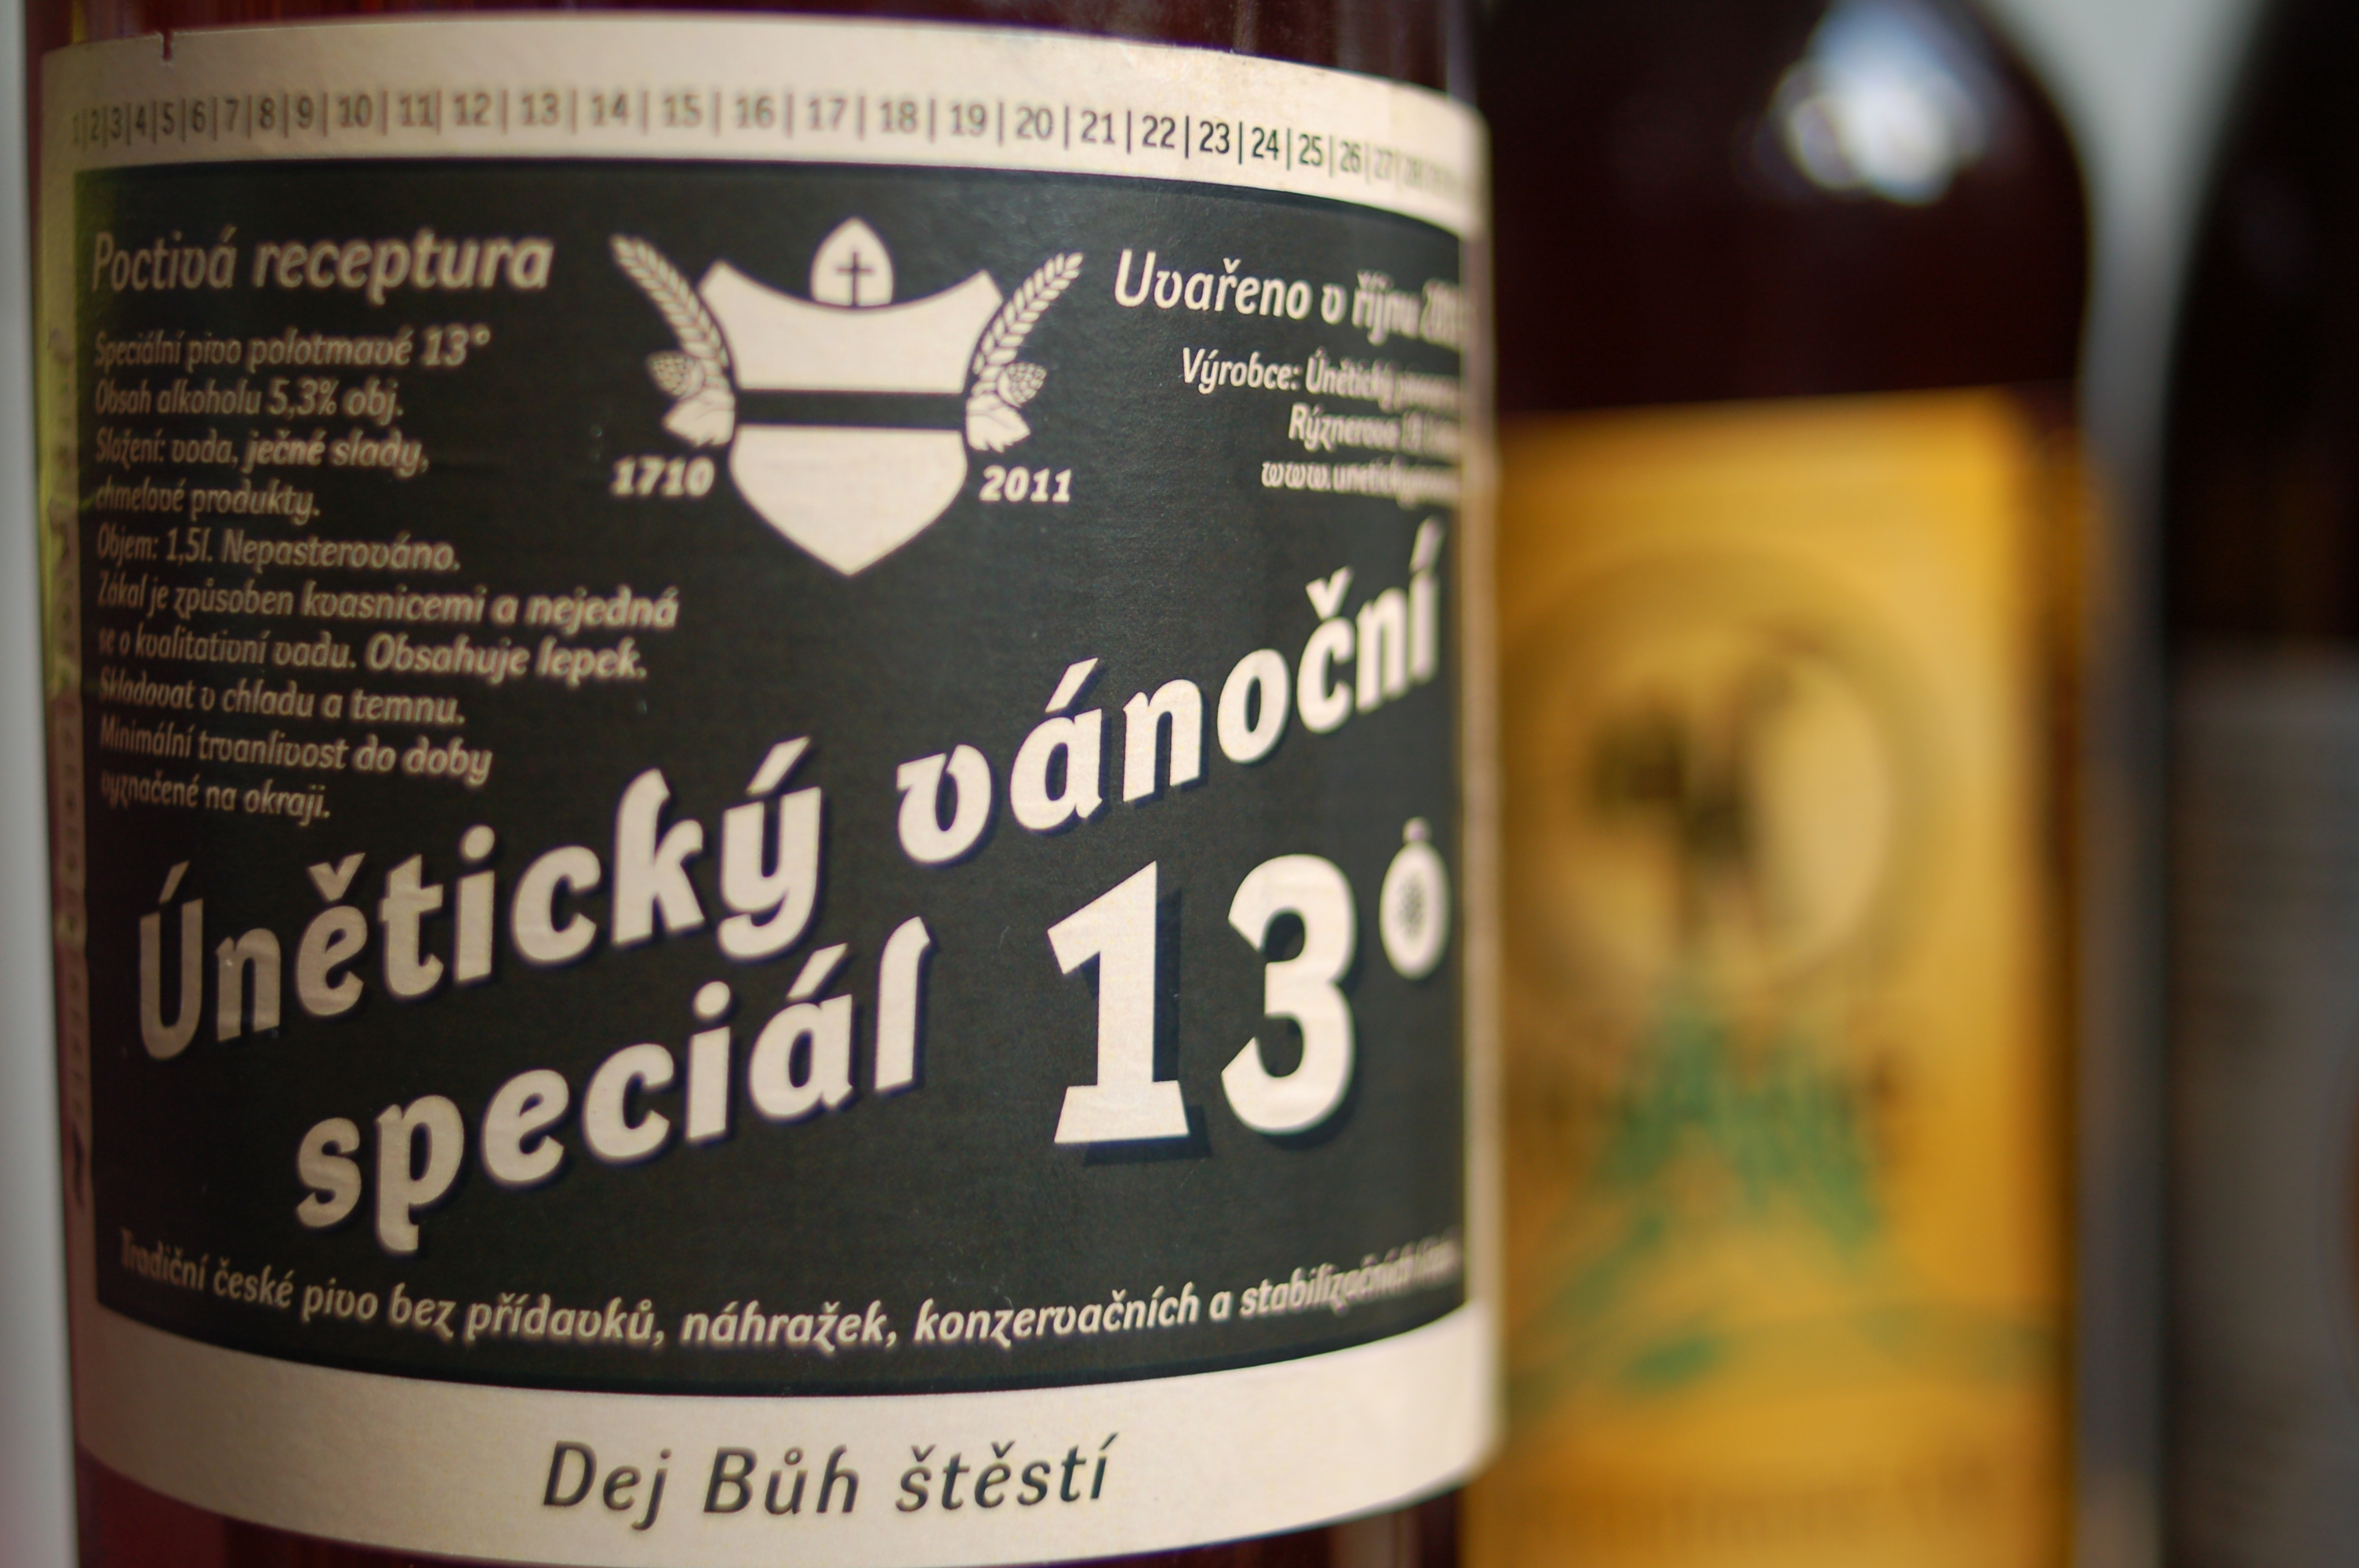 1|2|3|4|5|6|7|8|9|10|11|12|13|14|15|16|17|18|19|20|21|22|23|24|25|26|27|28
Poctivá receptura
Speciální pivo polotmavé 13°
Obsah alkoholu 5,3% obj.
Složení: voda, ječné slady,
chmelové produkty.
Objem: 1,5l. Nepasterováno.
Zákal je způsoben kvasnicemi a nejedná
se o kvalitativní vadu. Obsahuje lepek.
Skladovat v chladu a temnu.
Minimální trvanlivost do doby
vyznačené na okraji.
1710
2011
Uvařeno v říjnu
Výrobce: Únětický
Rýznerova
Únětický vánoční
speciál 13°
Tradiční české pivo bez přídavků, náhražek, konzervačních a stabilizačních
Dej Bůh štěstí